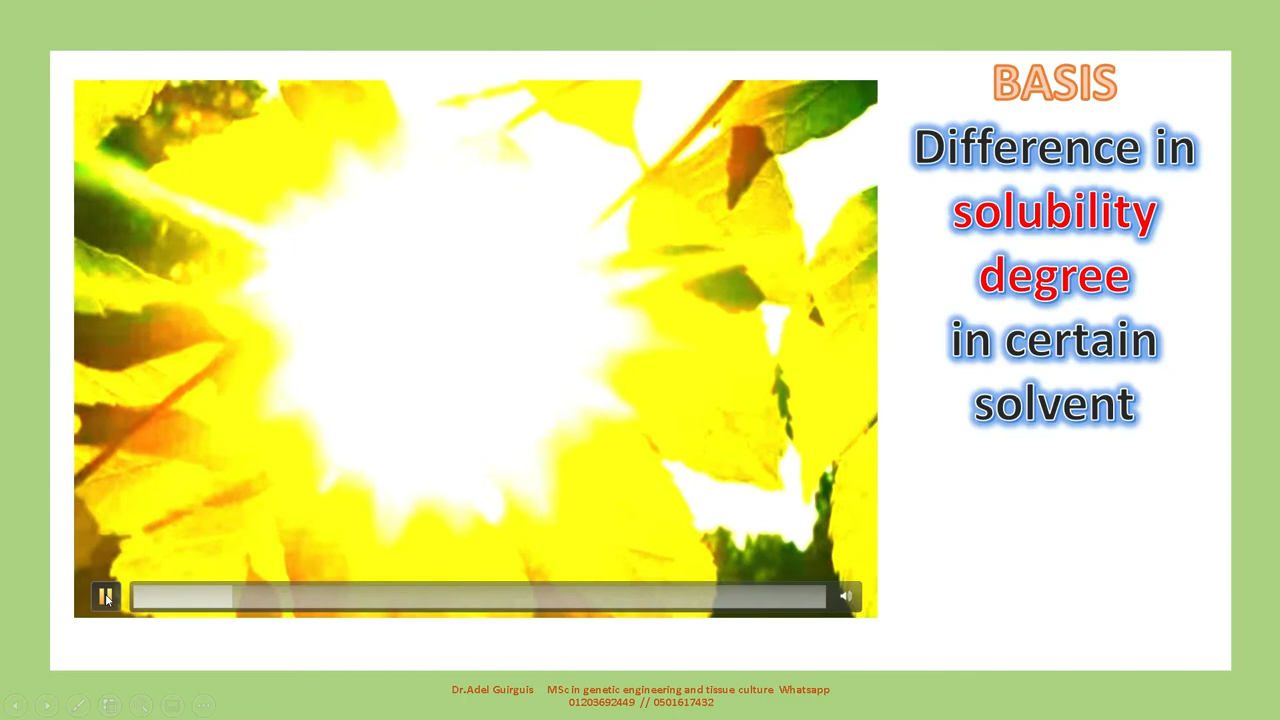 BASIS
Difference in
solubility
degree
in certain
solvent
Dr.Adel Guirguis MSc in genetic engineering and tissue culture Whatsapp
01203692449 // 0501617432